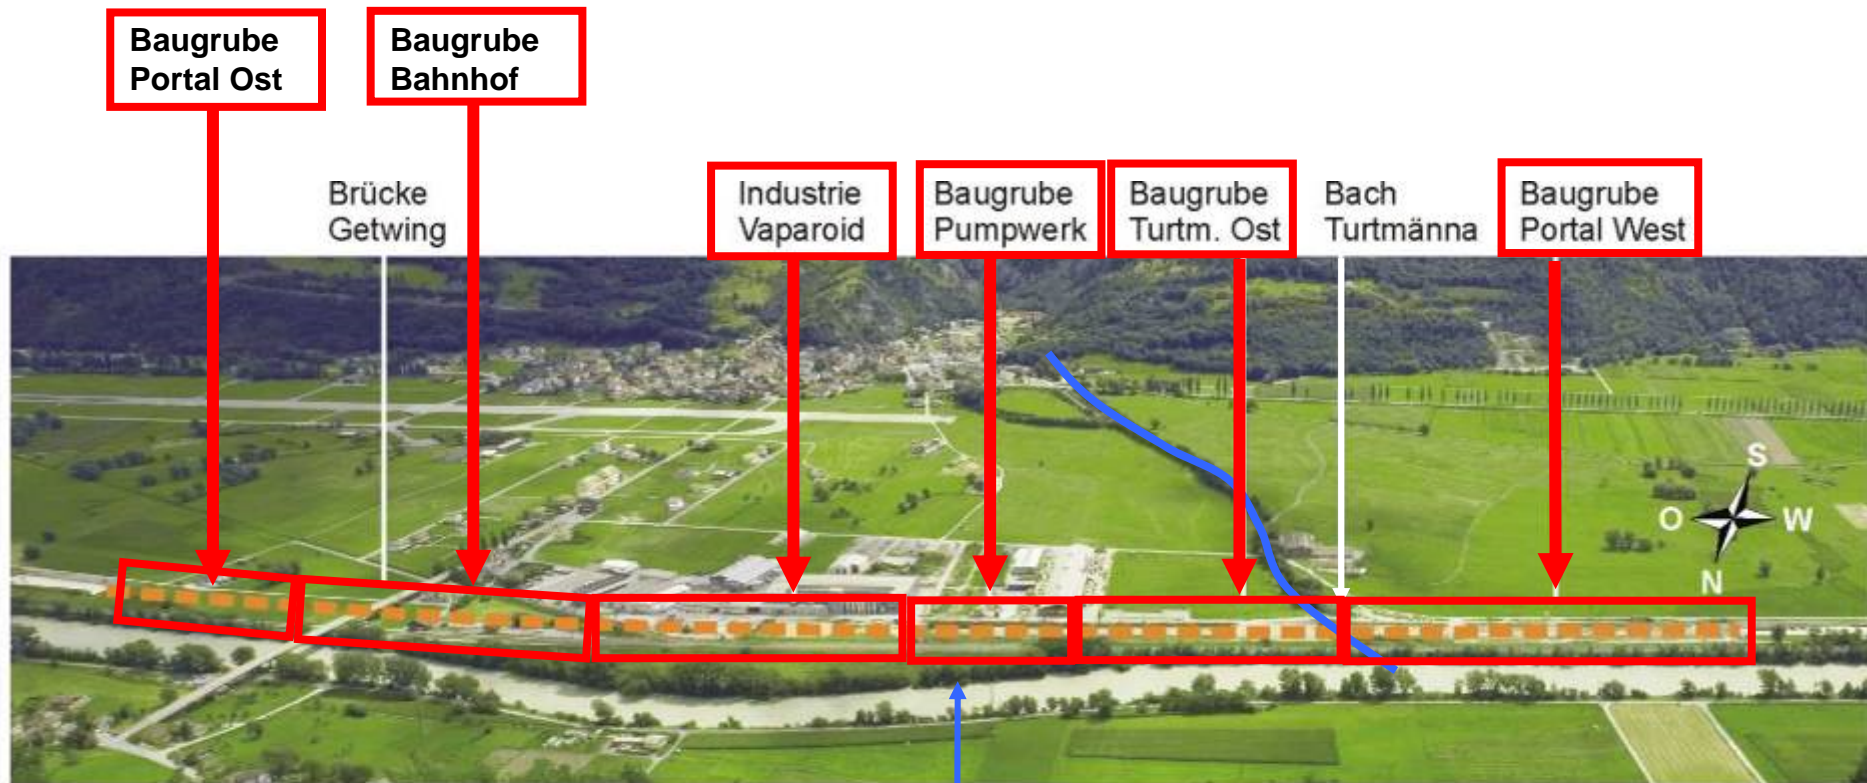 Baugrube
Portal Ost
Baugrube
Bahnhof
Brücke
Getwing
Industrie
Vaparoid
Baugrube
Pumpwerk
Baugrube
Turtm. Ost
Bach
Turtmänna
Baugrube
Portal West
S
O
W
N